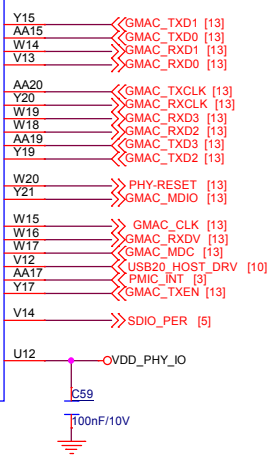 Y15 GMAC_TXD1 [13]
AA15 GMAC_TXD0 [13]
W14 GMAC_RXD1 [13]
V13 GMAC_RXD0 [13]
AA20 GMAC_TXCLK [13]
Y20 GMAC_RXCLK [13]
W19 GMAC_RXD3 [13]
W18 GMAC_RXD2 [13]
AA19 GMAC_TXD3 [13]
Y19 GMAC_TXD2 [13]
W20 PHY-RESET [13]
Y21 GMAC_MDIO [13]
W15 GMAC_CLK [13]
W16 GMAC_RXDV [13]
W17 GMAC_MDC [13]
V12 USB20_HOST_DRV [10]
AA17 PMIC_INT [3]
Y17 GMAC_TXEN [13]
V14 SDIO_PER [5]
U12 VDD_PHY_IO
C59
100nF/10V